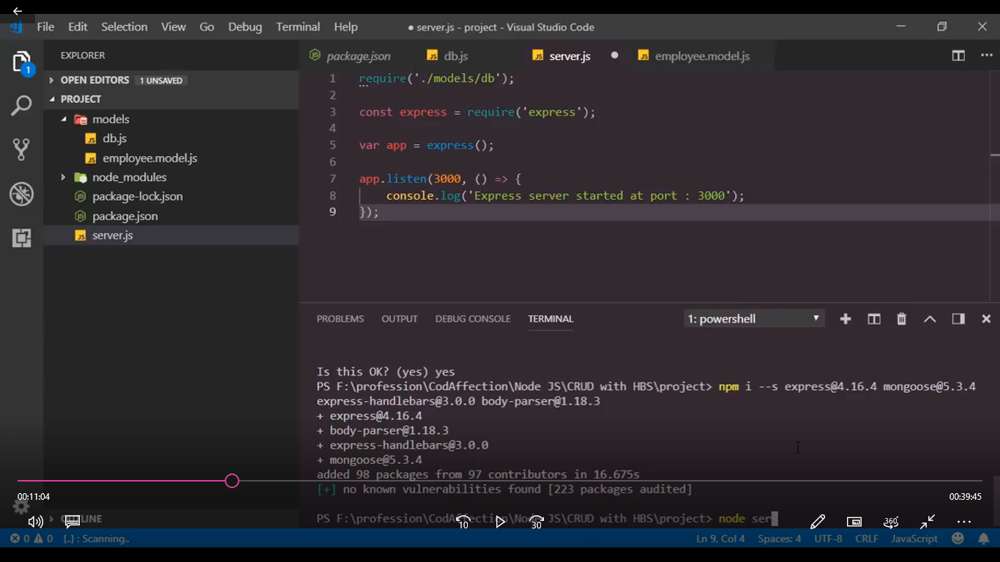 File Edit Selection View Go Debug Terminal Help ● server.js - project - Visual Studio Code
EXPLORER
OPEN EDITORS 1 UNSAVED
PROJECT
models
db.js
employee.model.js
node_modules
package-lock.json
package.json
server.js
OUTLINE
1
package.json db.js server.js employee.model.js
1 require('./models/db');
2
3 const express = require('express');
4
5 var app = express();
6
7 app.listen(3000, () => {
8 console.log('Express server started at port : 3000');
9 });
PROBLEMS OUTPUT DEBUG CONSOLE TERMINAL 1: powershell
Is this OK? (yes) yes
PS F:\profession\CodAffection\Node JS\CRUD with HBS\project> npm i --s express@4.16.4 mongoose@5.3.4
express-handlebars@3.0.0 body-parser@1.18.3
+ express@4.16.4
+ body-parser@1.18.3
+ express-handlebars@3.0.0
+ mongoose@5.3.4
added 98 packages from 97 contributors in 16.675s
[+] no known vulnerabilities found [223 packages audited]
PS F:\profession\CodAffection\Node JS\CRUD with HBS\project> node ser
00:11:04 00:39:45
10 30 360°
0 0 {..} : Scanning.. Ln 9, Col 4 Spaces: 4 UTF-8 CRLF JavaScript